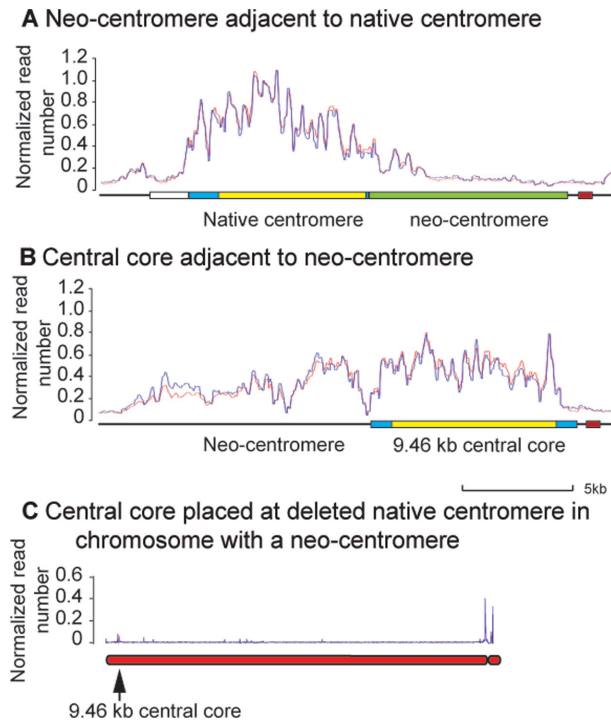 A Neo-centromere adjacent to native centromere
Normalized read
number
1.2
1.0
0.8
0.6
0.4
0.2
0
Native centromere
neo-centromere
B Central core adjacent to neo-centromere
Normalized read
number
1.2
1.0
0.8
0.6
0.4
0.2
0
Neo-centromere
9.46 kb central core
5kb
C Central core placed at deleted native centromere in
chromosome with a neo-centromere
Normalized read
number
0.6
0.4
0.2
0
9.46 kb central core